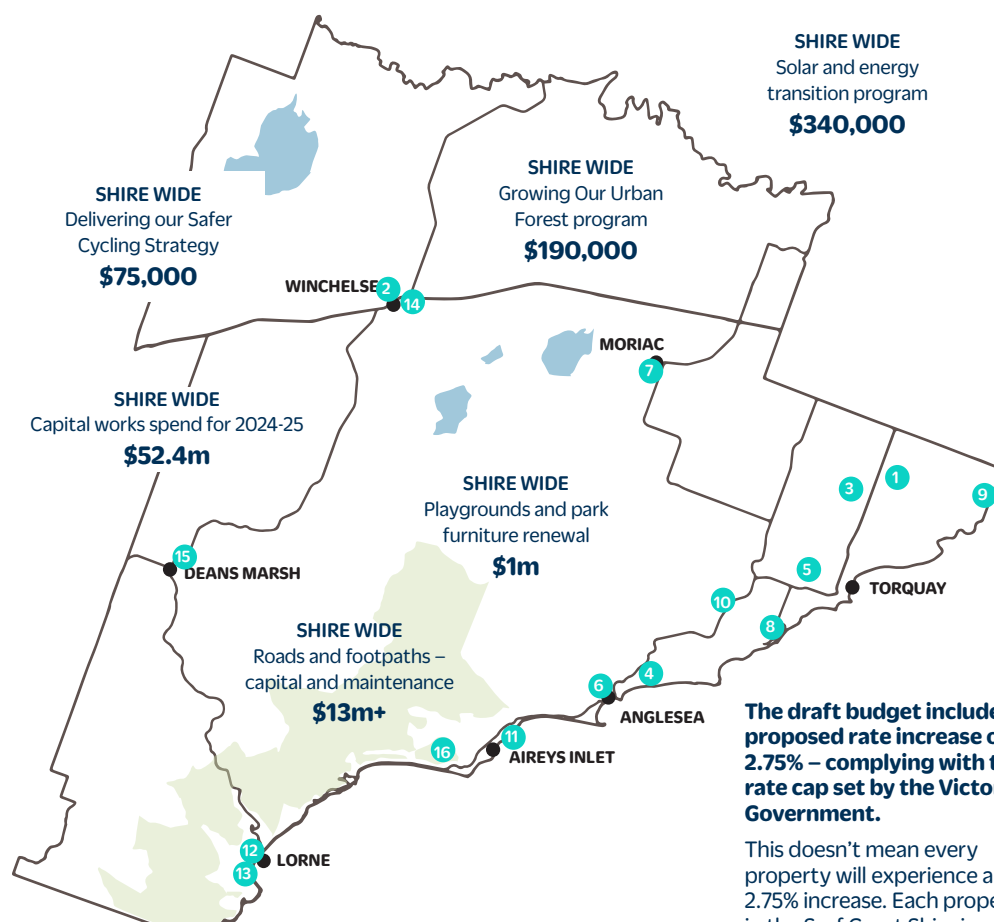 SHIRE WIDE
Solar and energy
transition program
$340,000
SHIRE WIDE
Growing Our Urban
Forest program
$190,000
SHIRE WIDE
Delivering our Safer
Cycling Strategy
$75,000
WINCHELSE
2
14
MORIAC
7
SHIRE WIDE
Capital works spend for 2024-25
$52.4m
SHIRE WIDE
Playgrounds and park
furniture renewal
$1m
3
1
9
5
TORQUAY
15
DEANS MARSH
10
8
SHIRE WIDE
Roads and footpaths –
capital and maintenance
$13m+
4
6
ANGLESEA
11
16
AIREYS INLET
12
LORNE
13
The draft budget include
proposed rate increase o
2.75% – complying with t
rate cap set by the Victor
Government.
This doesn't mean every
property will experience a
2.75% increase. Each prope